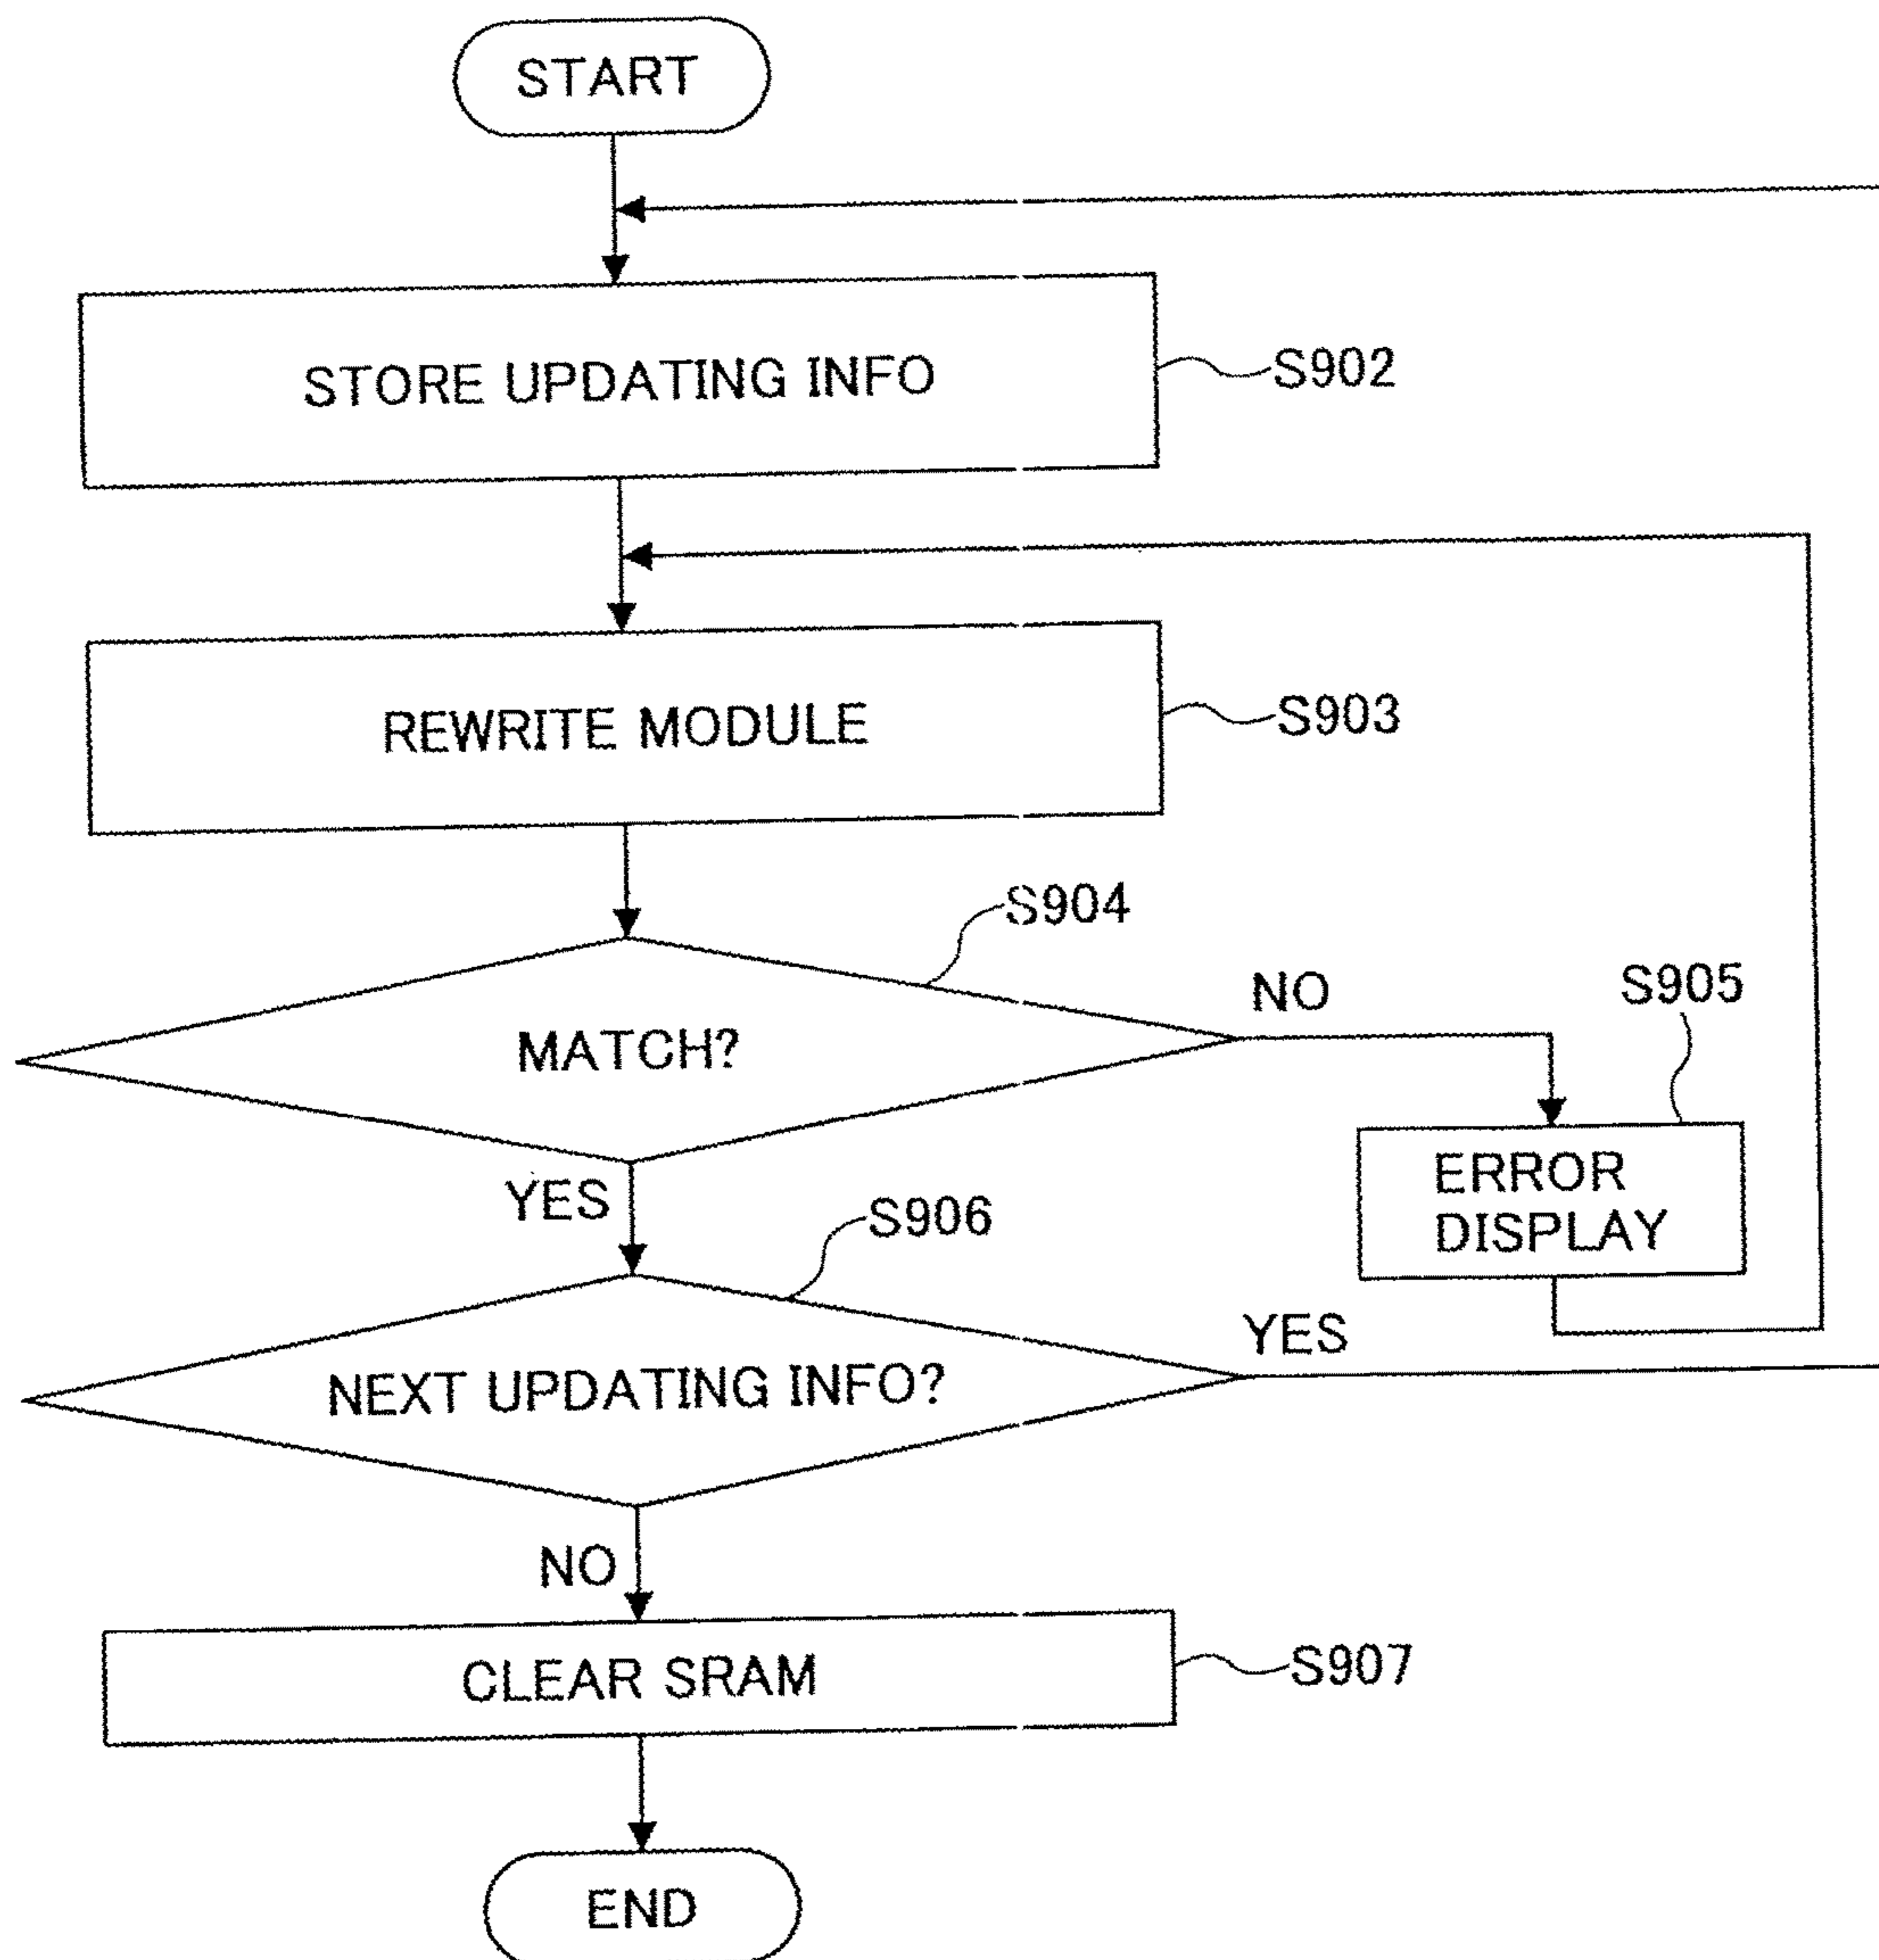 START
STORE UPDATING INFO
S902
REWRITE MODULE
S903
S904
MATCH?
NO
S905
ERROR
DISPLAY
YES
S906
NEXT UPDATING INFO?
YES
NO
CLEAR SRAM
S907
END